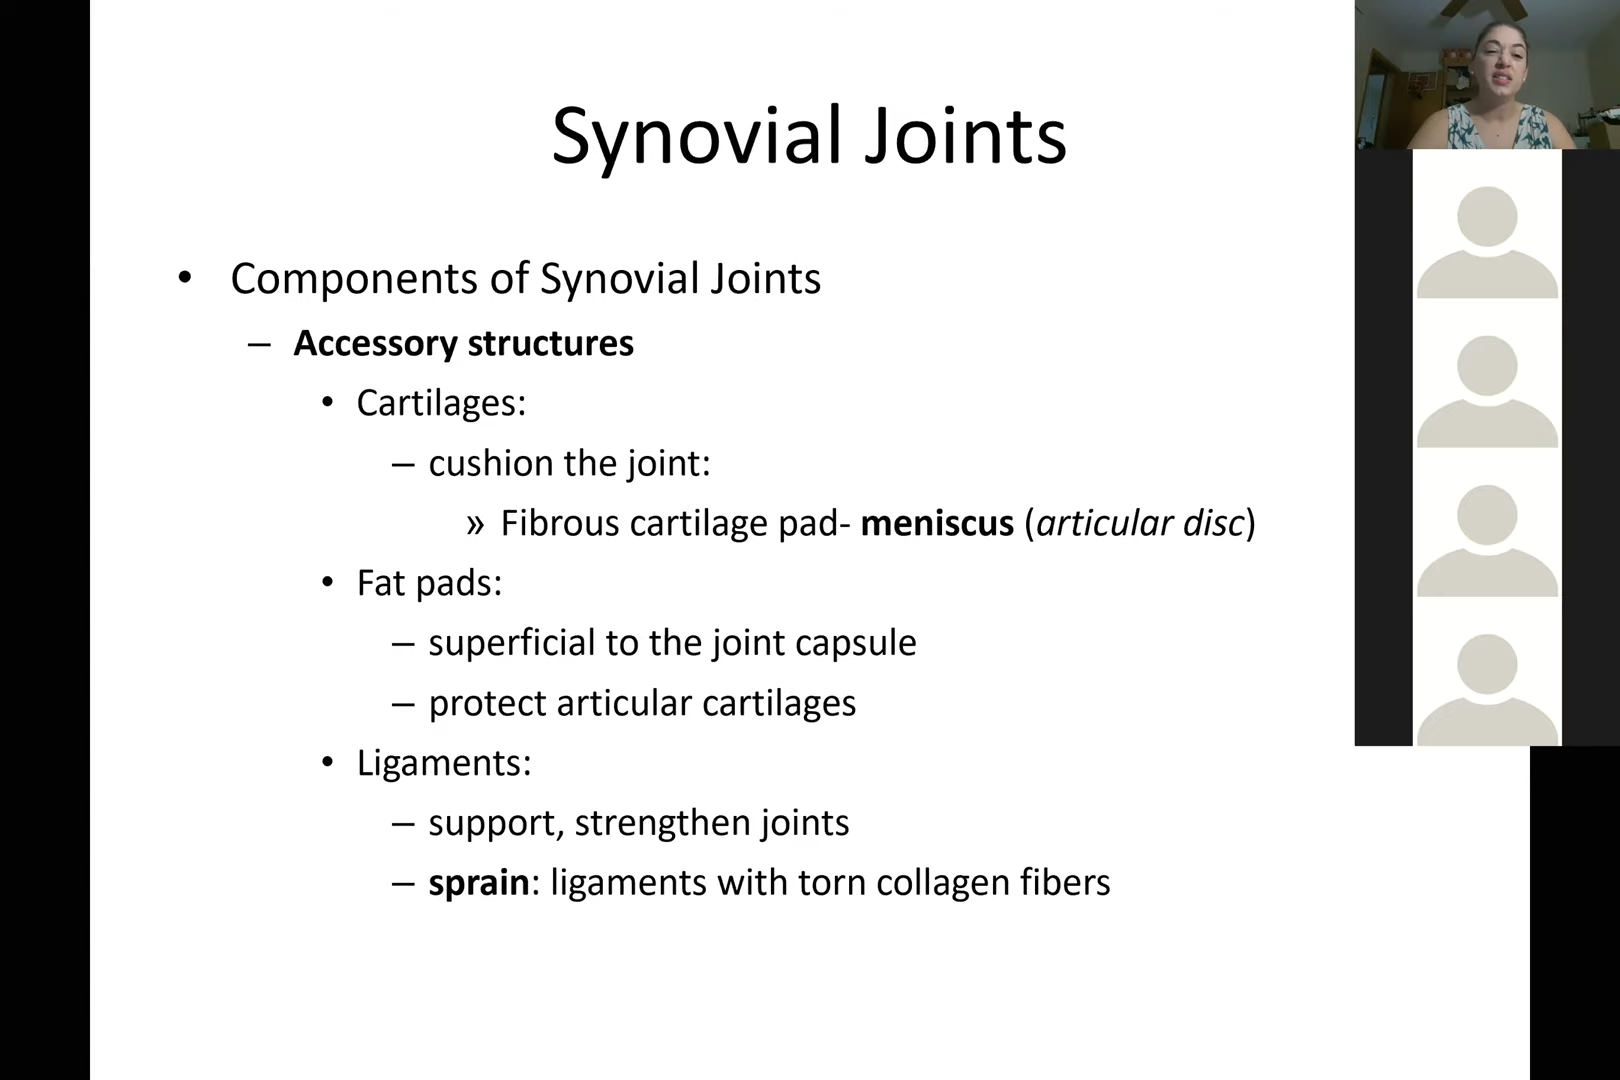 Synovial Joints
• Components of Synovial Joints
– Accessory structures
• Cartilages:
– cushion the joint:
» Fibrous cartilage pad- meniscus (articular disc)
• Fat pads:
– superficial to the joint capsule
– protect articular cartilages
• Ligaments:
– support, strengthen joints
– sprain: ligaments with torn collagen fibers